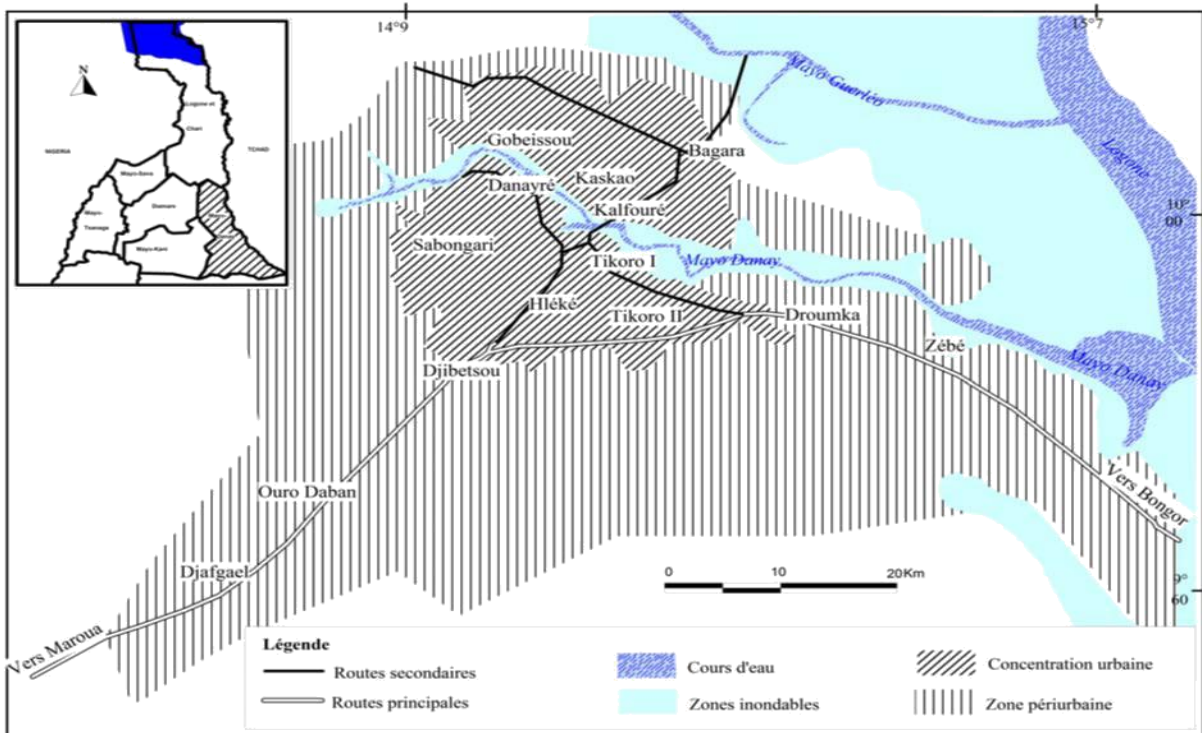 14°9
15°7
N
Logone et
Chari
NIGERIA
TCHAD
Mayo-Sava
Diamare
Mayo-
Tsanaga
Mayo-Kani
Mayo Guerléo
Logone
Bagara
Gobeissou
Kaskao
Danayré
Kalfouré
10°
00
Sabongari
Tikoro I
Mayo Danay
Hléké
Tikoro II
Droumka
Zébé
Mayo Danay
Djibetsou
Ouro Daban
Vers Bongor
Djafgael
0
10
20Km
9°
60
Vers Maroua
Légende
Routes secondaires
Routes principales
Cours d'eau
Zones inondables
Concentration urbaine
Zone périurbaine